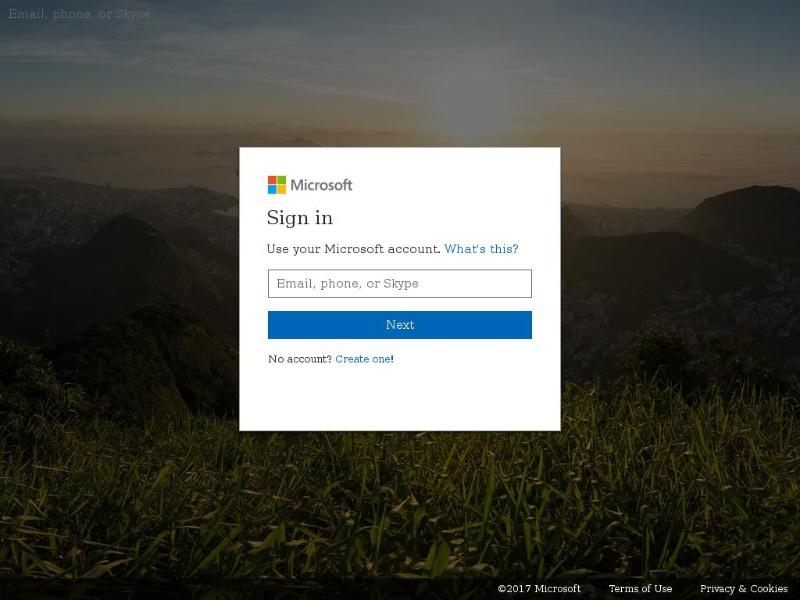 Email, phone, or Skype
Microsoft
Sign in
Use your Microsoft account. What's this?
Email, phone, or Skype
Next
No account? Create one!
©2017 Microsoft Terms of Use Privacy & Cookies